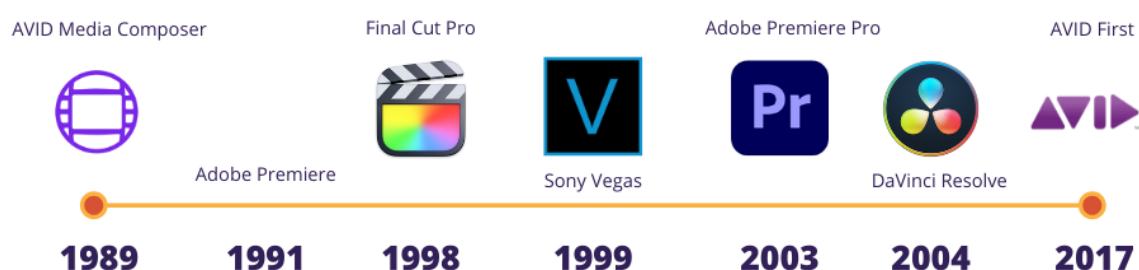 AVID Media Composer
Final Cut Pro
Adobe Premiere Pro
AVID First
V
Pr
AVID
Adobe Premiere
Sony Vegas
DaVinci Resolve
1989 1991 1998 1999 2003 2004 2017